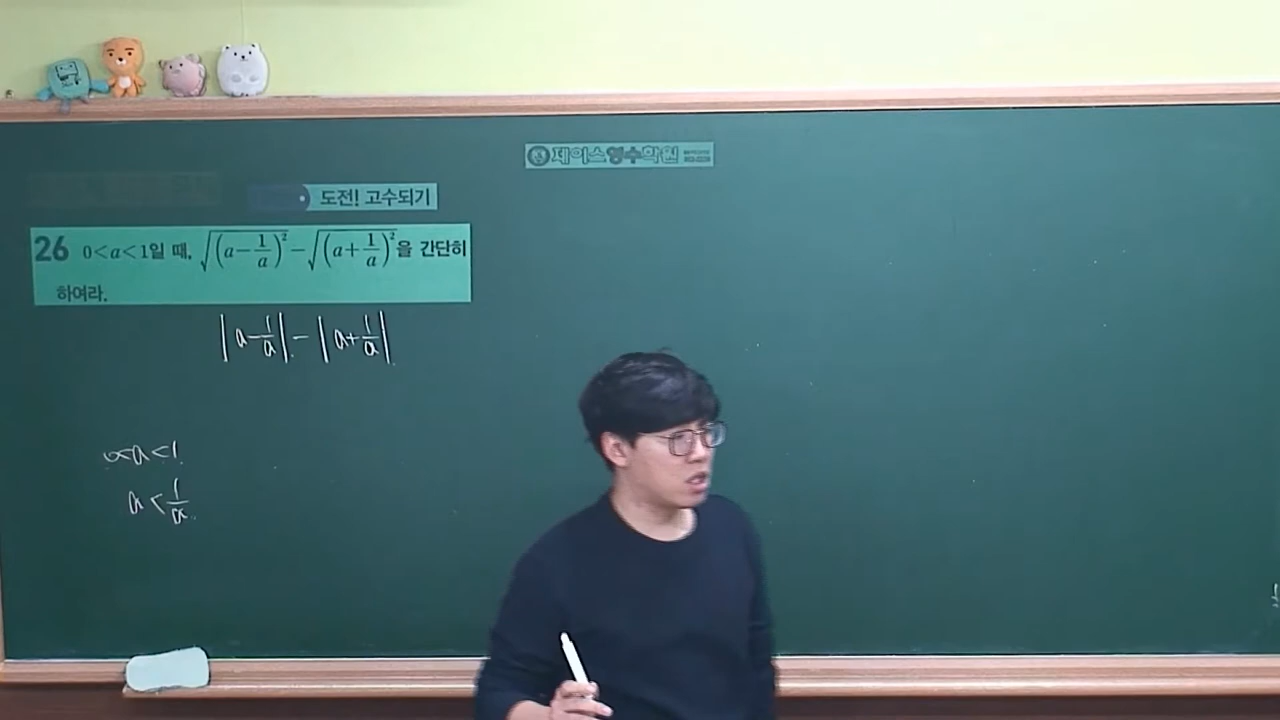 제이스영수학원
도전! 고수되기
26 0<a<1일 때, √(a-1/a)² - √(a+1/a)²을 간단히
하여라.
|a-1/a| - |a+1/a|
0<a<1
a<1/a